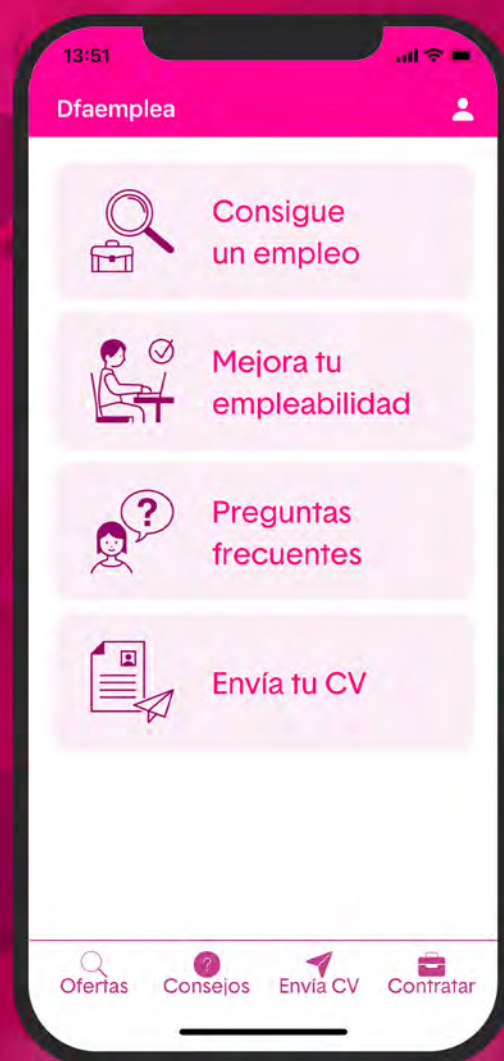 13:51
Dfaemplea
Consigue
un empleo
Mejora tu
empleabilidad
?
Preguntas
frecuentes
Envía tu CV
?
Ofertas Consejos Envía CV Contratar